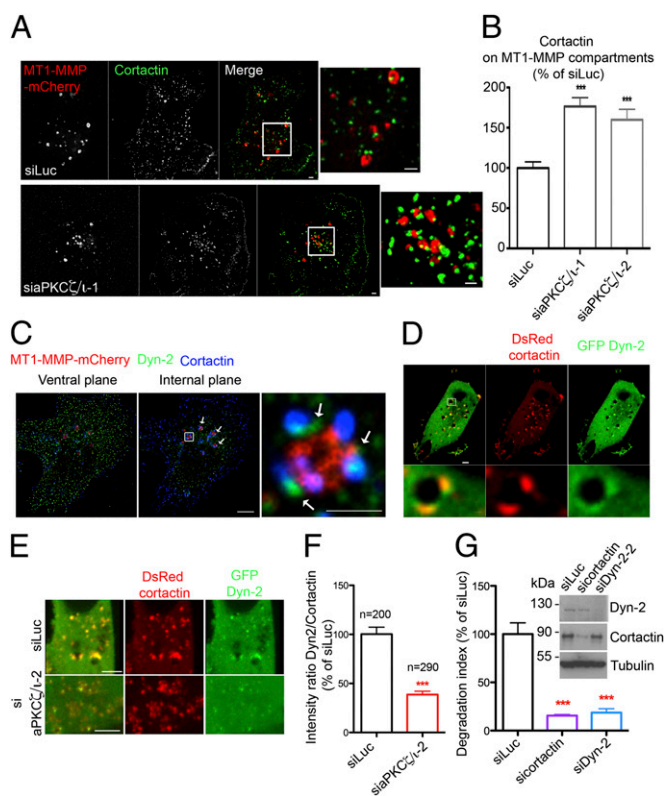 A
MT1-MMP
-mCherry
Cortactin
Merge
siLuc
siaPKCζ/ι-1
B
Cortactin
on MT1-MMP compartments
(% of siLuc)
200
150
100
50
0
***
***
siLuc
siaPKCζ/ι-1
siaPKCζ/ι-2
C
MT1-MMP-mCherry Dyn-2 Cortactin
Ventral plane
Internal plane
D
DsRed
cortactin
GFP Dyn-2
E
DsRed
cortactin
GFP
Dyn-2
siLuc
si
aPKCζ/ι-2
F
Intensity ratio Dyn2/Cortactin
(% of siLuc)
150
100
50
0
n=200
n=290
***
siLuc
siaPKCζ/ι-2
G
Degradation index (% of siLuc)
150
100
50
0
siLuc
sicortactin
siDyn-2-2
kDa
130
90
55
Dyn-2
Cortactin
Tubulin
***
***
siLuc
sicortactin
siDyn-2